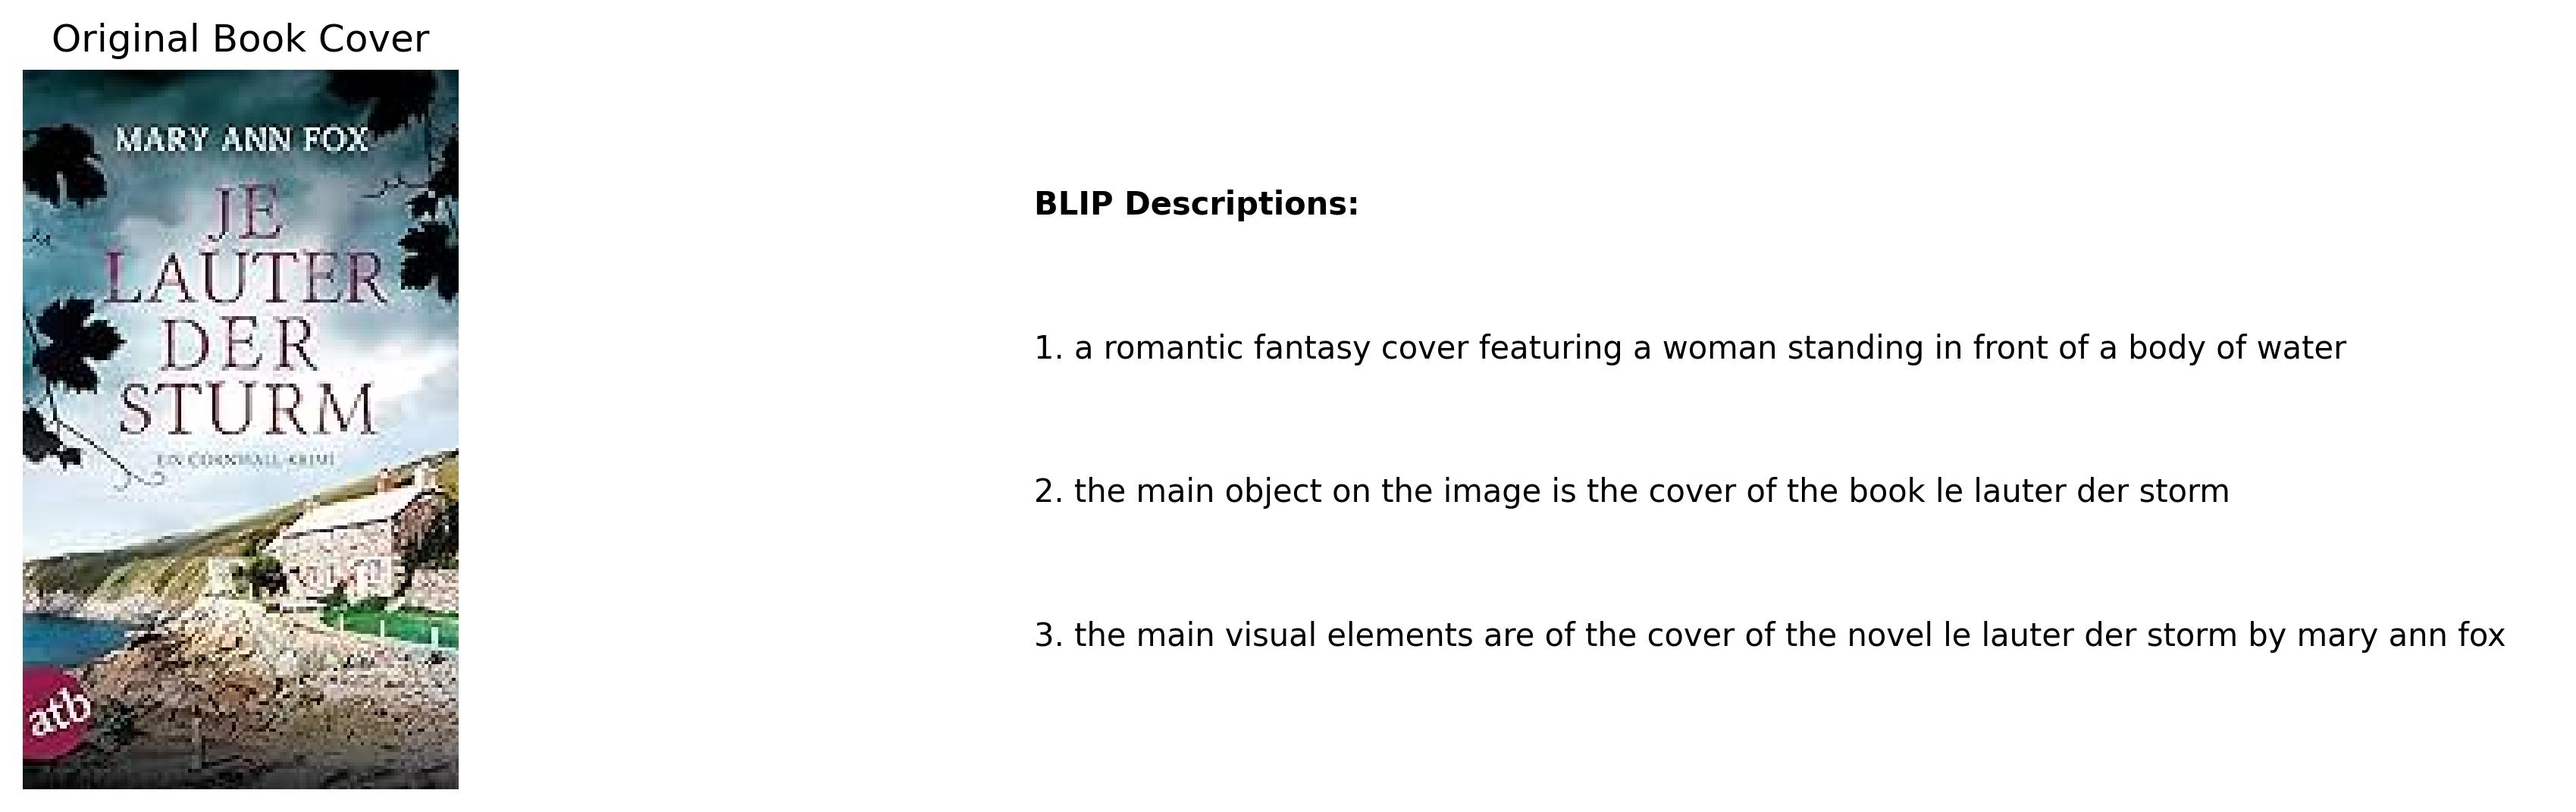 Original Book Cover
MARY ANN FOX
JE
LAUTER
DER
STURM
EIN CORNWALL-KRIMI
atb
BLIP Descriptions:
1. a romantic fantasy cover featuring a woman standing in front of a body of water
2. the main object on the image is the cover of the book le lauter der storm
3. the main visual elements are of the cover of the novel le lauter der storm by mary ann fox